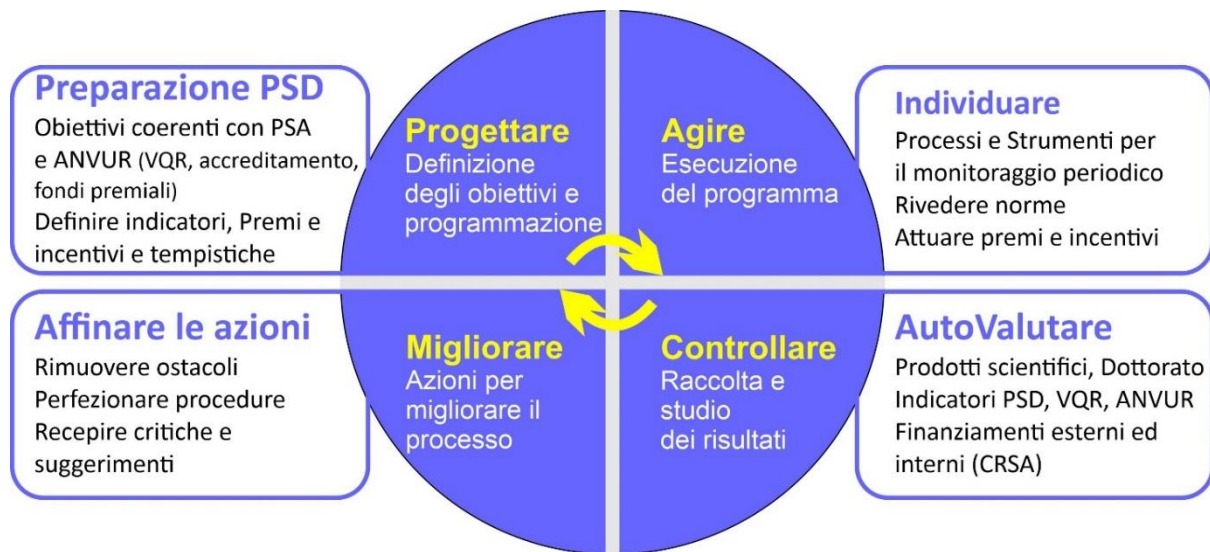 Preparazione PSD
Obiettivi coerenti con PSA
e ANVUR (VQR, accreditamento,
fondi premiali)
Definire indicatori, Premi e
incentivi e tempistiche
Progettare
Definizione
degli obiettivi e
programmazione
Agire
Esecuzione
del programma
Individuare
Processi e Strumenti per
il monitoraggio periodico
Rivedere norme
Attuare premi e incentivi
Affinare le azioni
Rimuovere ostacoli
Perfezionare procedure
Recepire critiche e
suggerimenti
Migliorare
Azioni per
migliorare il
processo
Controllare
Raccolta e
studio
dei risultati
AutoValutare
Prodotti scientifici, Dottorato
Indicatori PSD, VQR, ANVUR
Finanziamenti esterni ed
interni (CRSA)